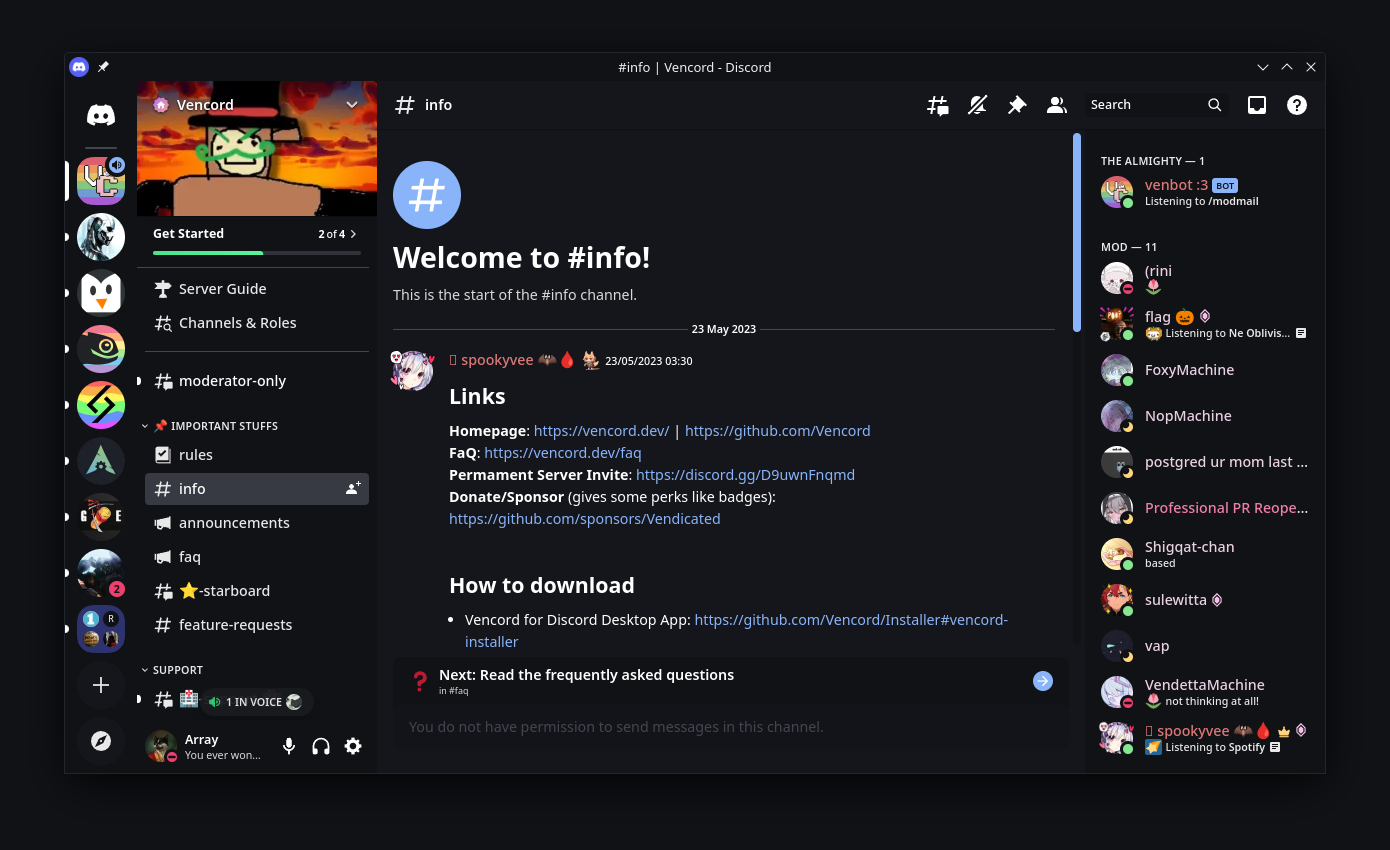 #info | Vencord - Discord
Vencord
Get Started
2 of 4
Server Guide
Channels & Roles
moderator-only
📌 IMPORTANT STUFFS
rules
info
announcements
faq
⭐-starboard
feature-requests
SUPPORT
🏥
1 IN VOICE
Array
You ever won...
2
1
R
G E
info
Search
Welcome to #info!
This is the start of the #info channel.
23 May 2023
spookyvee 🦇🩸 23/05/2023 03:30
Links
Homepage: https://vencord.dev/ | https://github.com/Vencord
FaQ: https://vencord.dev/faq
Permament Server Invite: https://discord.gg/D9uwnFnqmd
Donate/Sponsor (gives some perks like badges):
https://github.com/sponsors/Vendicated
How to download
• Vencord for Discord Desktop App: https://github.com/Vencord/Installer#vencord-
installer
❓ Next: Read the frequently asked questions
in #faq
You do not have permission to send messages in this channel.
THE ALMIGHTY — 1
venbot :3 BOT
Listening to /modmail
MOD — 11
(rini
🌷
flag 🎃
Listening to Ne Oblivis...
FoxyMachine
NopMachine
postgred ur mom last ...
Professional PR Reope...
Shigqat-chan
based
sulewitta
vap
VendettaMachine
🌷 not thinking at all!
spookyvee 🦇🩸
Listening to Spotify